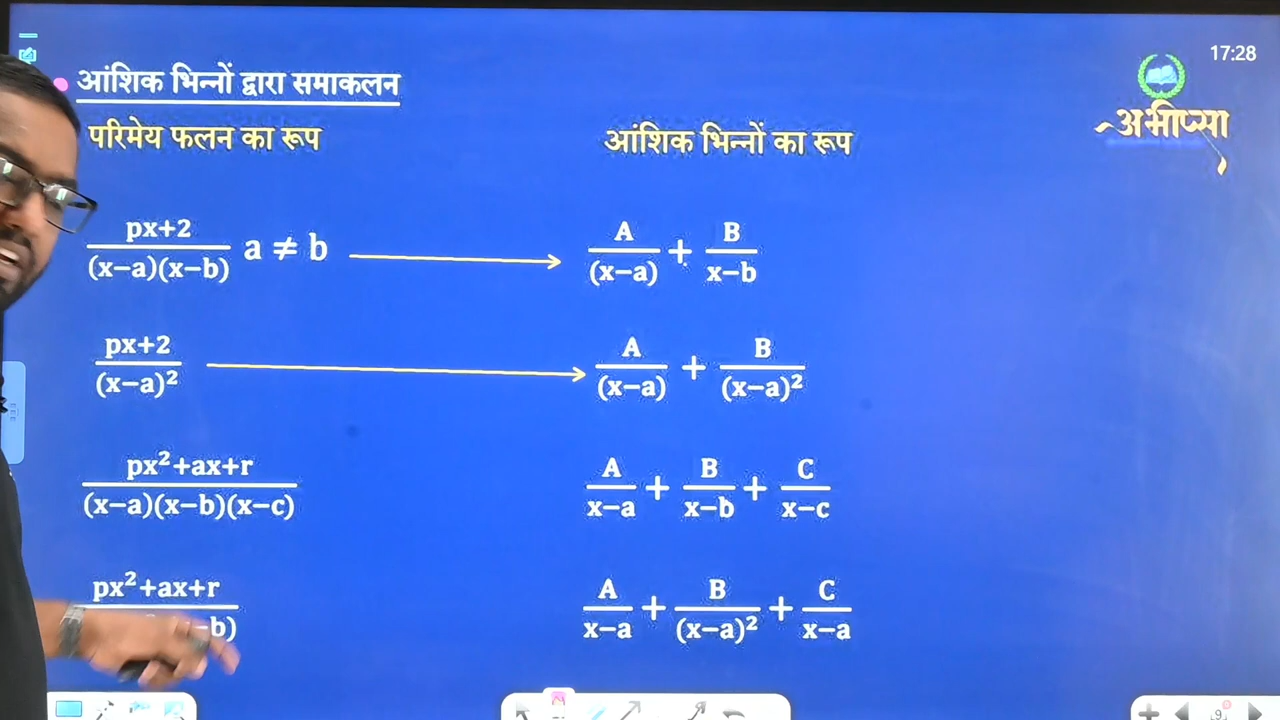 17:28
आंशिक भिन्नों द्वारा समाकलन
अभीप्सा
परिमेय फलन का रूप
आंशिक भिन्नों का रूप
px+2/(x−a)(x−b) a ≠ b → A/(x−a) + B/x−b
px+2/(x−a)² → A/(x−a) + B/(x−a)²
px²+ax+r/(x−a)(x−b)(x−c) A/x−a + B/x−b + C/x−c
px²+ax+r/ −b) A/x−a + B/(x−a)² + C/x−a